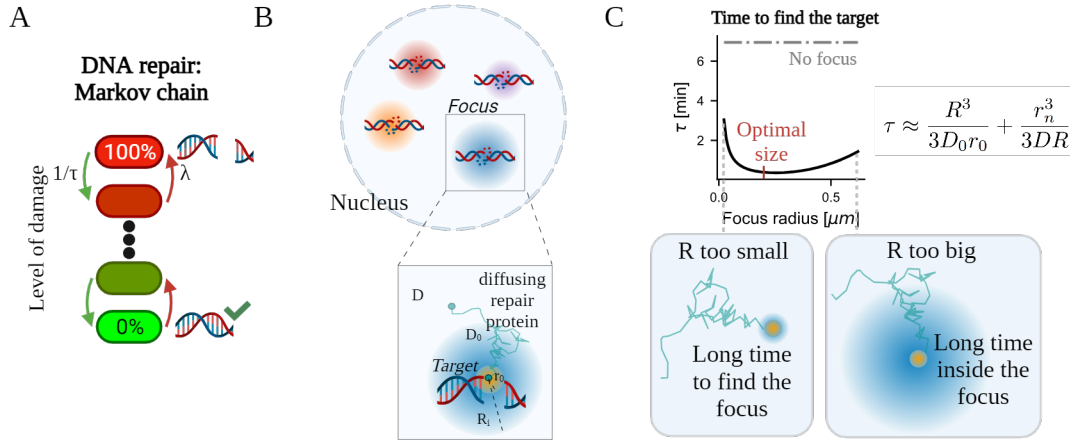 A
DNA repair:
Markov chain
Level of damage
100%
1/τ
λ
0%
B
Focus
Nucleus
D
diffusing
repair
protein
D₀
Target
r₀
Rᵢ
C
Time to find the target
No focus
τ [min]
6
4
2
Optimal
size
0.0
0.5
Focus radius [μm]
τ ≈ R³/3D₀r₀ + rₙ³/3DR
R too small
Long time
to find the
focus
R too big
Long time
inside the
focus